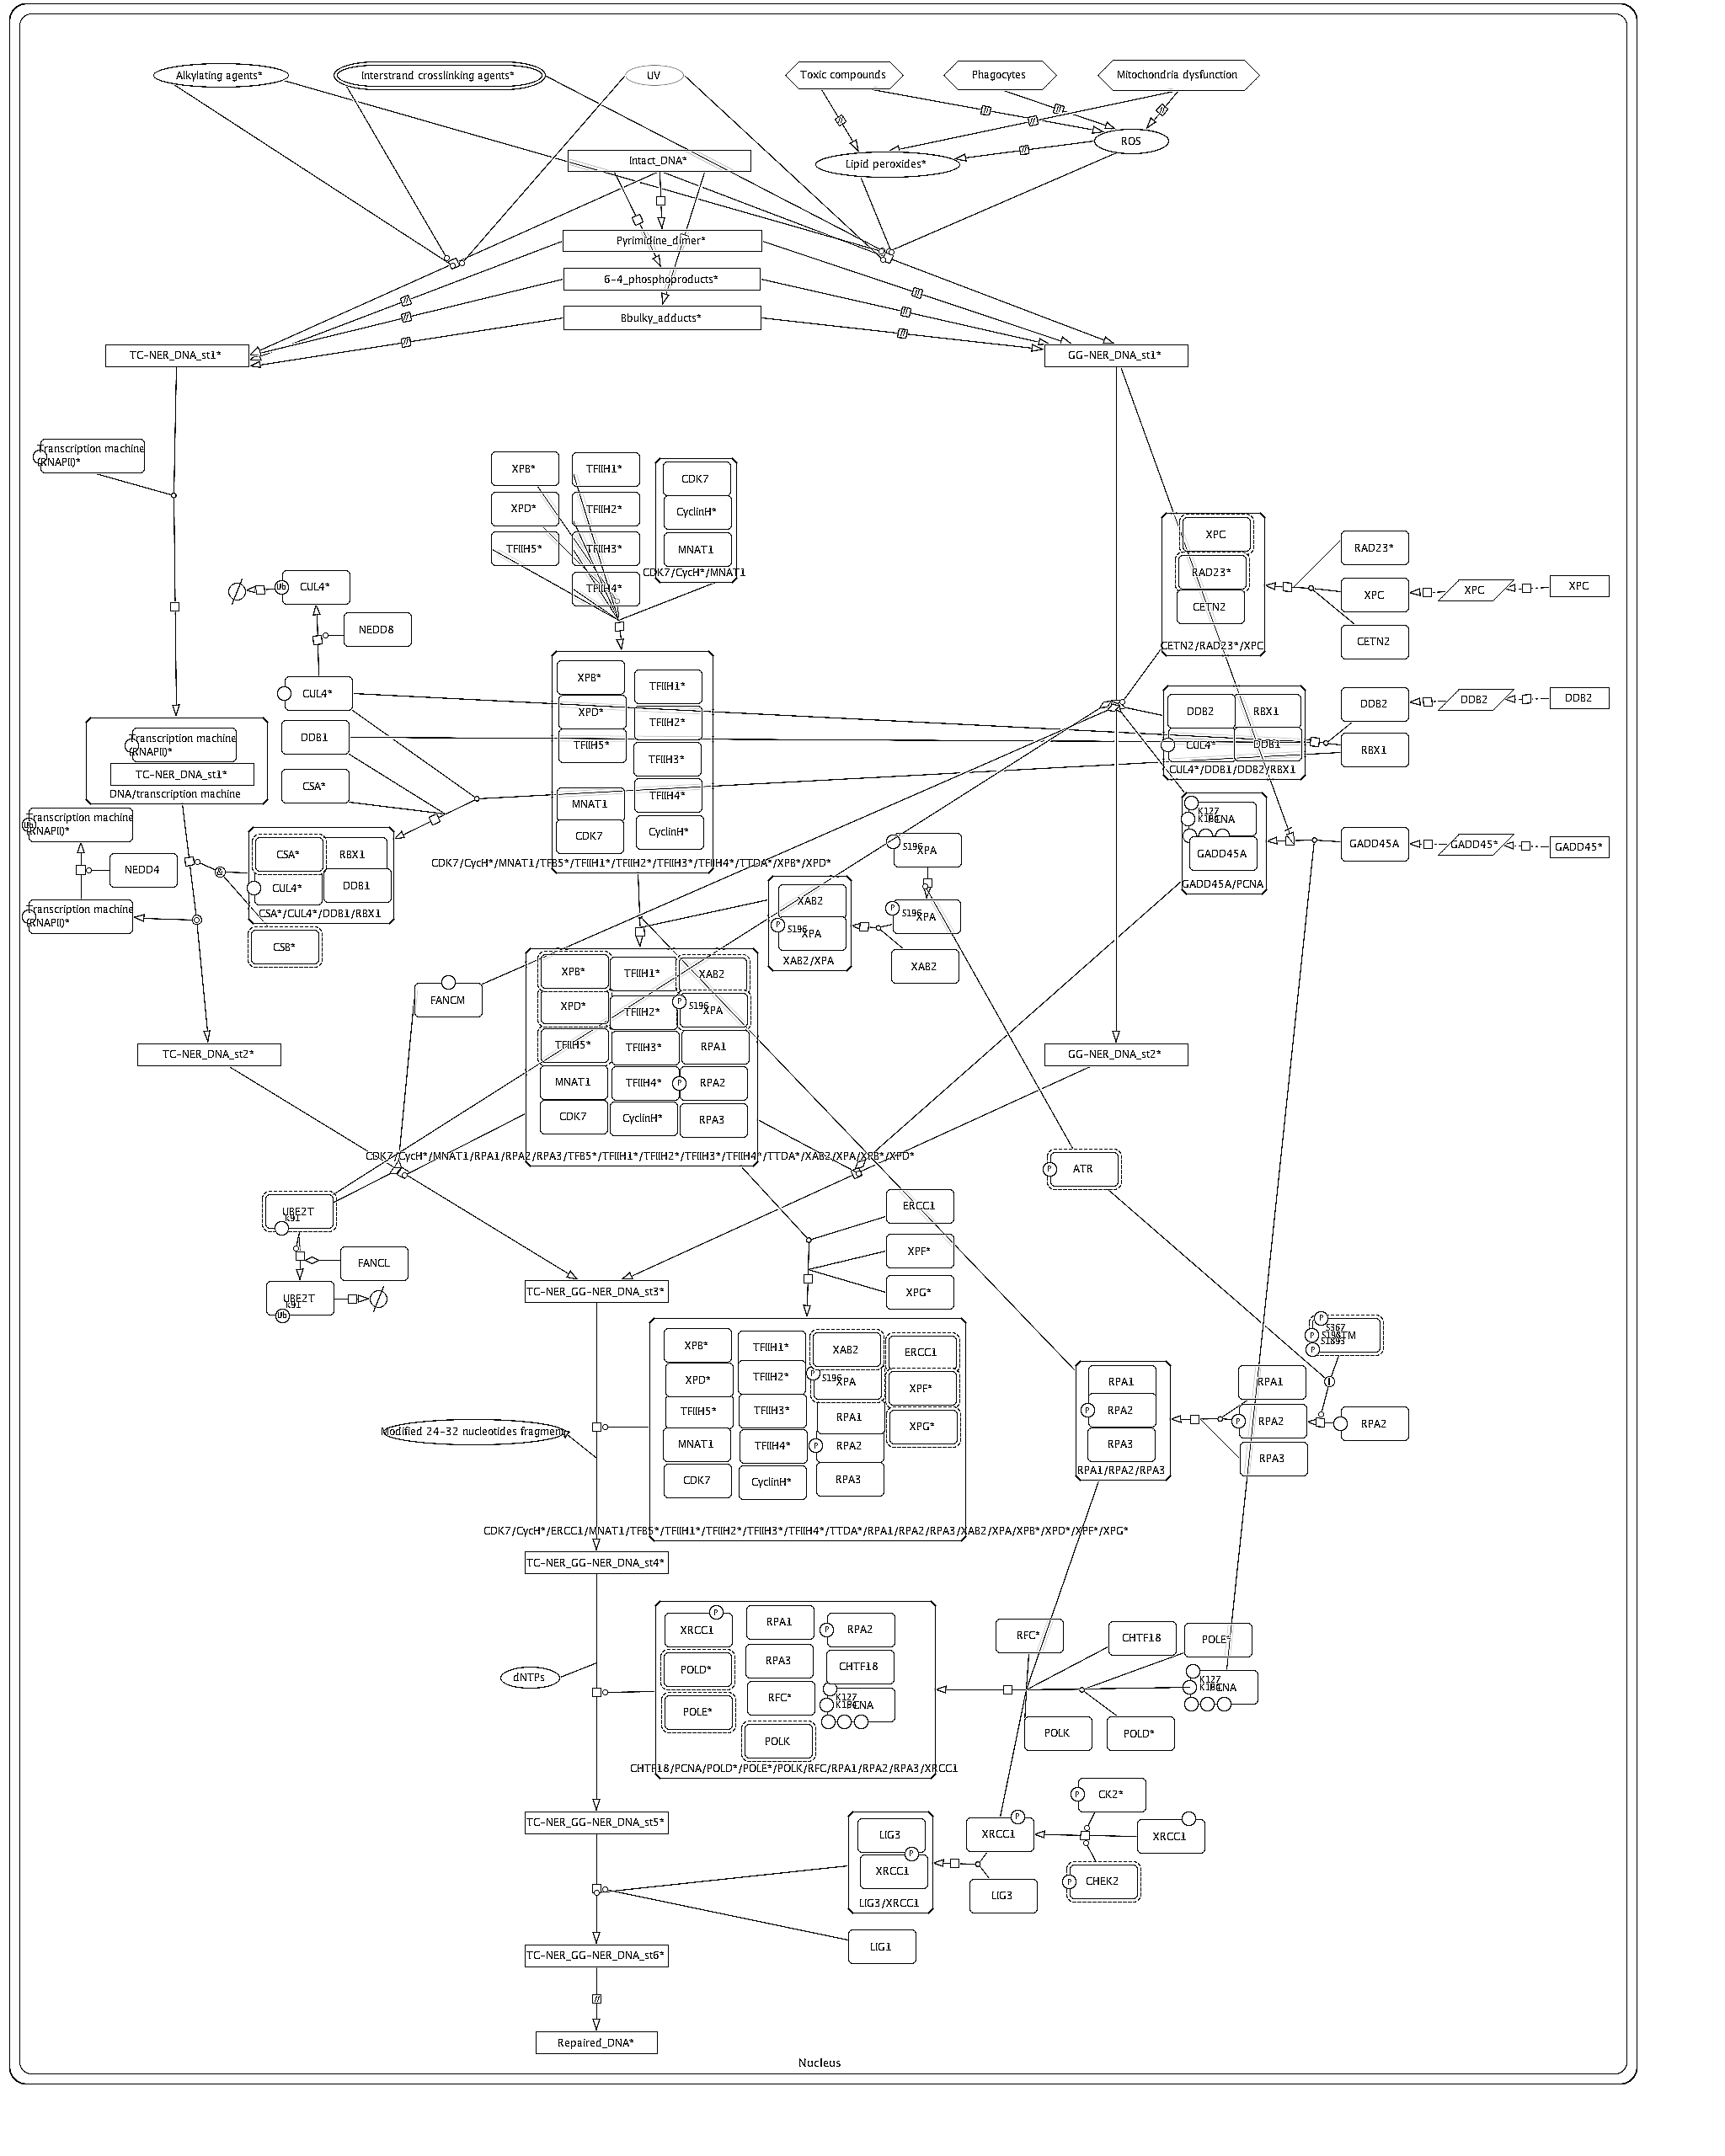 Alkylating agents*
Interstrand crosslinking agents*
UV
Toxic compounds
Phagocytes
Mitochondria dysfunction
ROS
Intact_DNA*
Lipid peroxides*
Pyrimidine_dimer*
6-4_phosphoproducts*
Bbulky_adducts*
TC-NER_DNA_st1*
GG-NER_DNA_st1*
Transcription machine
(RNAPII)*
XPB*
TFIIH1*
CDK7
XPD*
TFIIH2*
CyclinH*
TFIIH5*
TFIIH3*
MNAT1
TFIIH4*
CDK7/CycH*/MNAT1
XPC
RAD23*
CETN2
CETN2/RAD23*/XPC
RAD23*
XPC
XPC
XPC
CETN2
Ub
CUL4*
NEDD8
CUL4*
DDB1
CSA*
XPB*
TFIIH1*
XPD*
TFIIH2*
TFIIH5*
TFIIH3*
MNAT1
TFIIH4*
CDK7
CyclinH*
CDK7/CycH*/MNAT1/TFB5*/TFIIH1*/TFIIH2*/TFIIH3*/TFIIH4*/TTDA*/XPB*/XPD*
DDB2
RBX1
CUL4*
DDB1
CUL4*/DDB1/DDB2/RBX1
DDB2
DDB2
DDB2
RBX1
Transcription machine
(RNAPII)*
TC-NER_DNA_st1*
DNA/transcription machine
Ub
Transcription machine
(RNAPII)*
NEDD4
Transcription machine
(RNAPII)*
CSA*
RBX1
CUL4*
DDB1
CSA*/CUL4*/DDB1/RBX1
&
CSB*
K127
K164
PCNA
GADD45A
GADD45A/PCNA
GADD45A
GADD45*
GADD45*
S196
XPA
P
S196
XPA
XAB2
XAB2
P
S196
XPA
XAB2/XPA
FANCM
XPB*
TFIIH1*
XAB2
XPD*
TFIIH2*
P
S196
XPA
TFIIH5*
TFIIH3*
RPA1
MNAT1
TFIIH4*
P
RPA2
CDK7
CyclinH*
RPA3
CDK7/CycH*/MNAT1/RPA1/RPA2/RPA3/TFB5*/TFIIH1*/TFIIH2*/TFIIH3*/TFIIH4*/TTDA*/XAB2/XPA/XPB*/XPD*
TC-NER_DNA_st2*
GG-NER_DNA_st2*
P
ATR
UBE2T
K91
FANCL
UBE2T
K91
Ub
ERCC1
XPF*
XPG*
TC-NER_GG-NER_DNA_st3*
XPB*
TFIIH1*
XAB2
ERCC1
XPD*
TFIIH2*
P
S196
XPA
XPF*
TFIIH5*
TFIIH3*
RPA1
XPG*
MNAT1
TFIIH4*
P
RPA2
CDK7
CyclinH*
RPA3
CDK7/CycH*/ERCC1/MNAT1/TFB5*/TFIIH1*/TFIIH2*/TFIIH3*/TFIIH4*/TTDA*/RPA1/RPA2/RPA3/XAB2/XPA/XPB*/XPD*/XPF*/XPG*
Modified 24-32 nucleotides fragment
P
S367
P
P
RPA1
P
RPA2
RPA3
RPA1/RPA2/RPA3
RPA1
P
RPA2
RPA3
RPA2
TC-NER_GG-NER_DNA_st4*
P
XRCC1
RPA1
P
RPA2
POLD*
RPA3
CHTF18
POLE*
RFC*
K127
K164
PCNA
POLK
CHTF18/PCNA/POLD*/POLE*/POLK/RFC/RPA1/RPA2/RPA3/XRCC1
dNTPs
RFC*
CHTF18
POLE*
K127
K164
PCNA
POLK
POLD*
TC-NER_GG-NER_DNA_st5*
LIG3
P
XRCC1
LIG3/XRCC1
P
XRCC1
LIG3
P
CK2*
XRCC1
P
CHEK2
LIG1
TC-NER_GG-NER_DNA_st6*
Repaired_DNA*
Nucleus